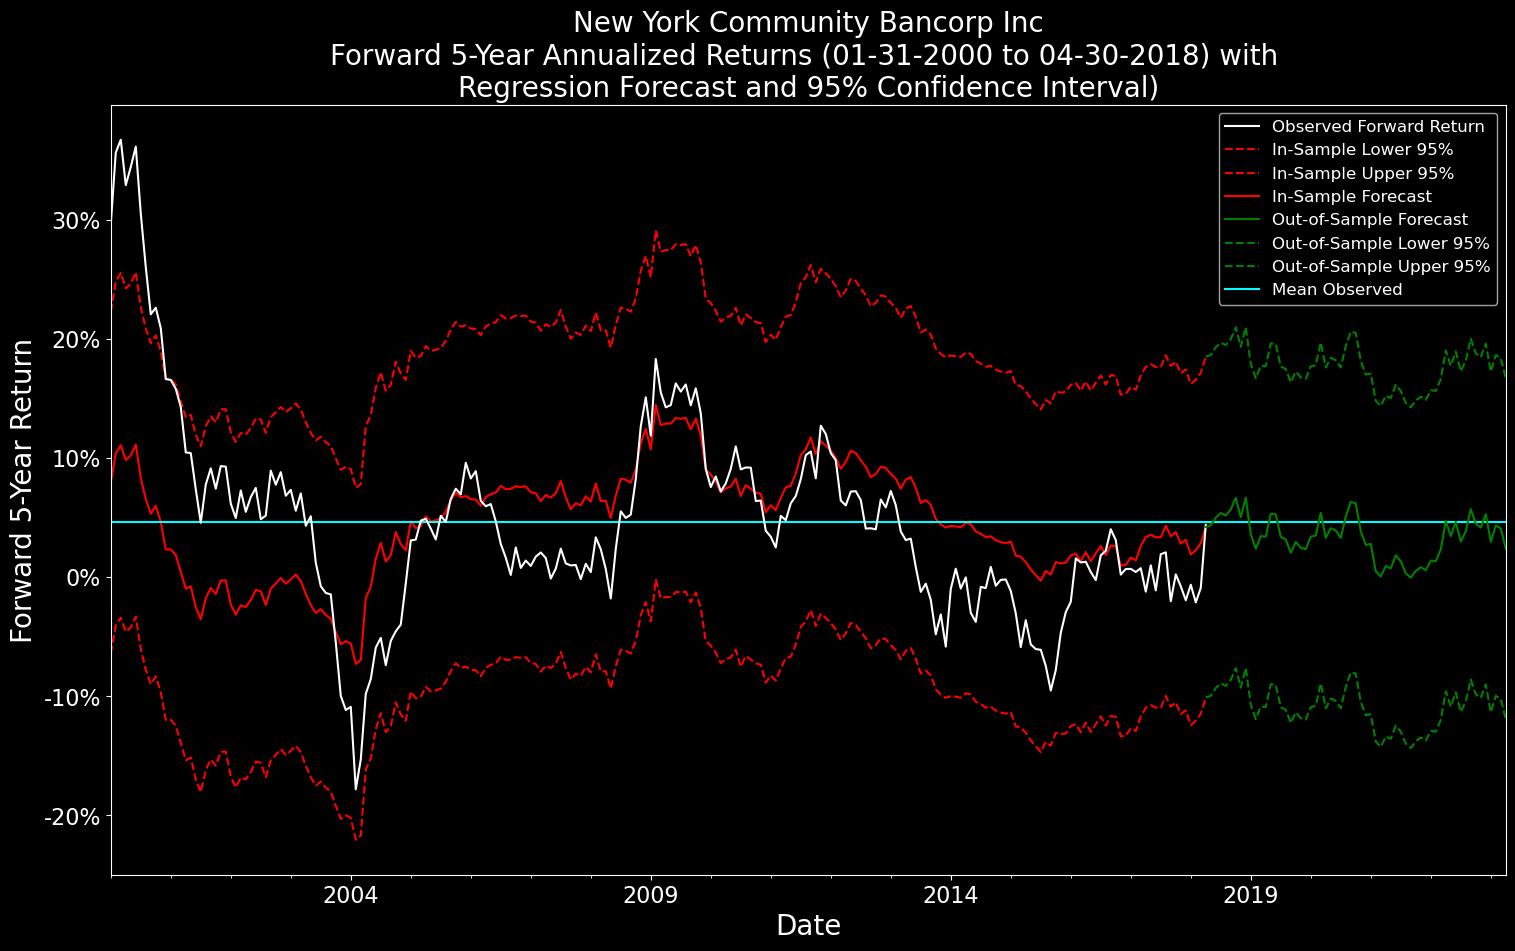 New York Community Bancorp Inc
Forward 5-Year Annualized Returns (01-31-2000 to 04-30-2018) with
Regression Forecast and 95% Confidence Interval)
Observed Forward Return
In-Sample Lower 95%
In-Sample Upper 95%
In-Sample Forecast
Out-of-Sample Forecast
Out-of-Sample Lower 95%
Out-of-Sample Upper 95%
Mean Observed
Forward 5-Year Return
30%
20%
10%
0%
-10%
-20%
2004
2009
2014
2019
Date